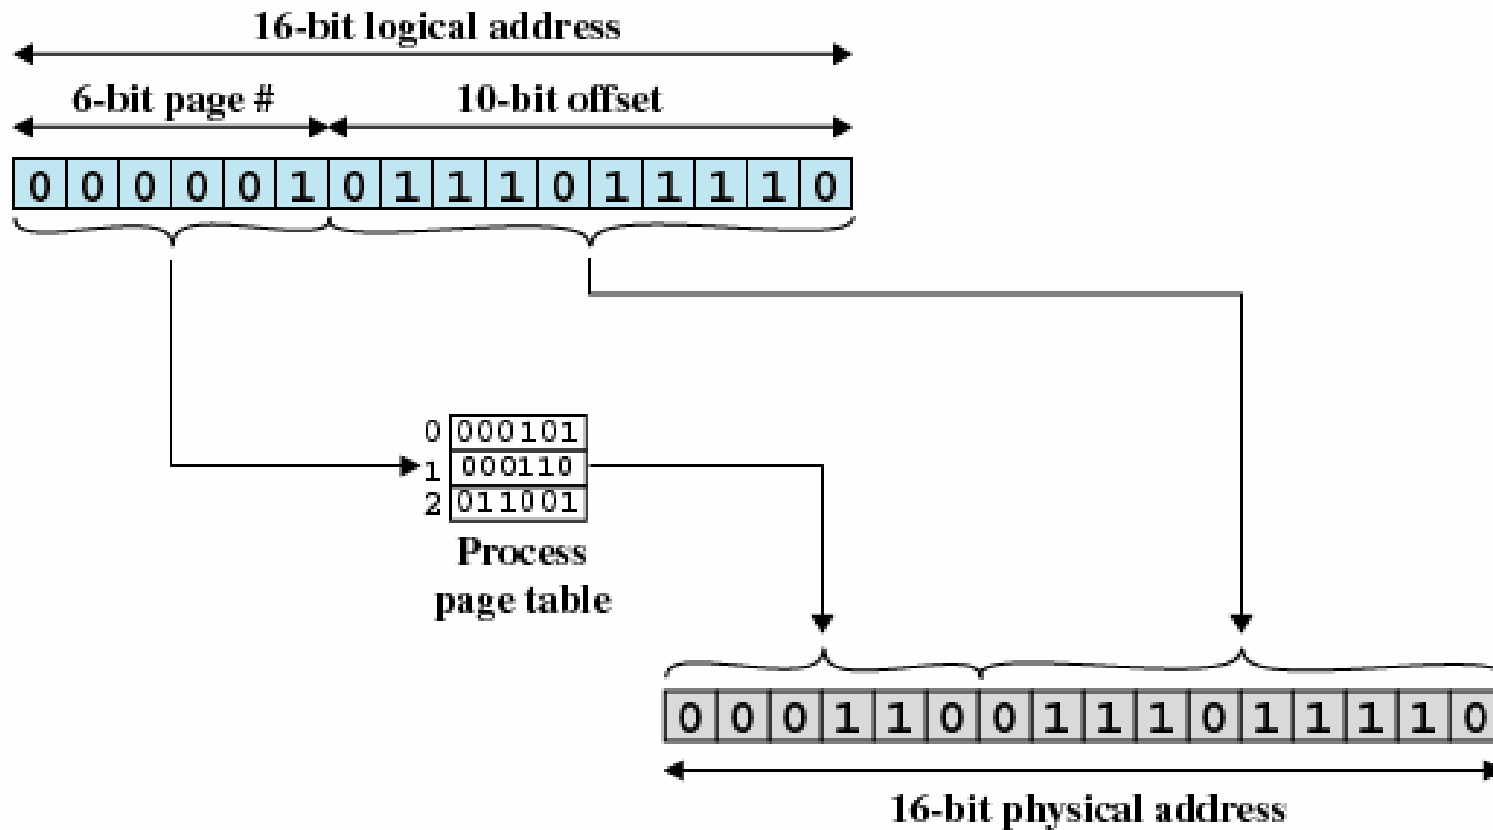 16-bit logical address
6-bit page # 10-bit offset
0 0 0 0 0 1 0 1 1 1 0 1 1 1 1 0
0 000101
1 000110
2 011001
Process
page table
0 0 0 1 1 0 0 1 1 1 0 1 1 1 1 0
16-bit physical address